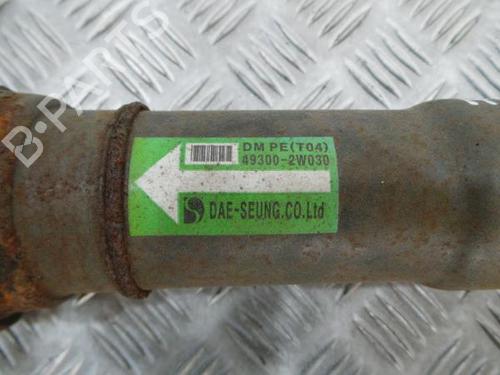 B-PARTS
DM PE(T04)
49300-2W030
DAE-SEUNG.CO.Ltd